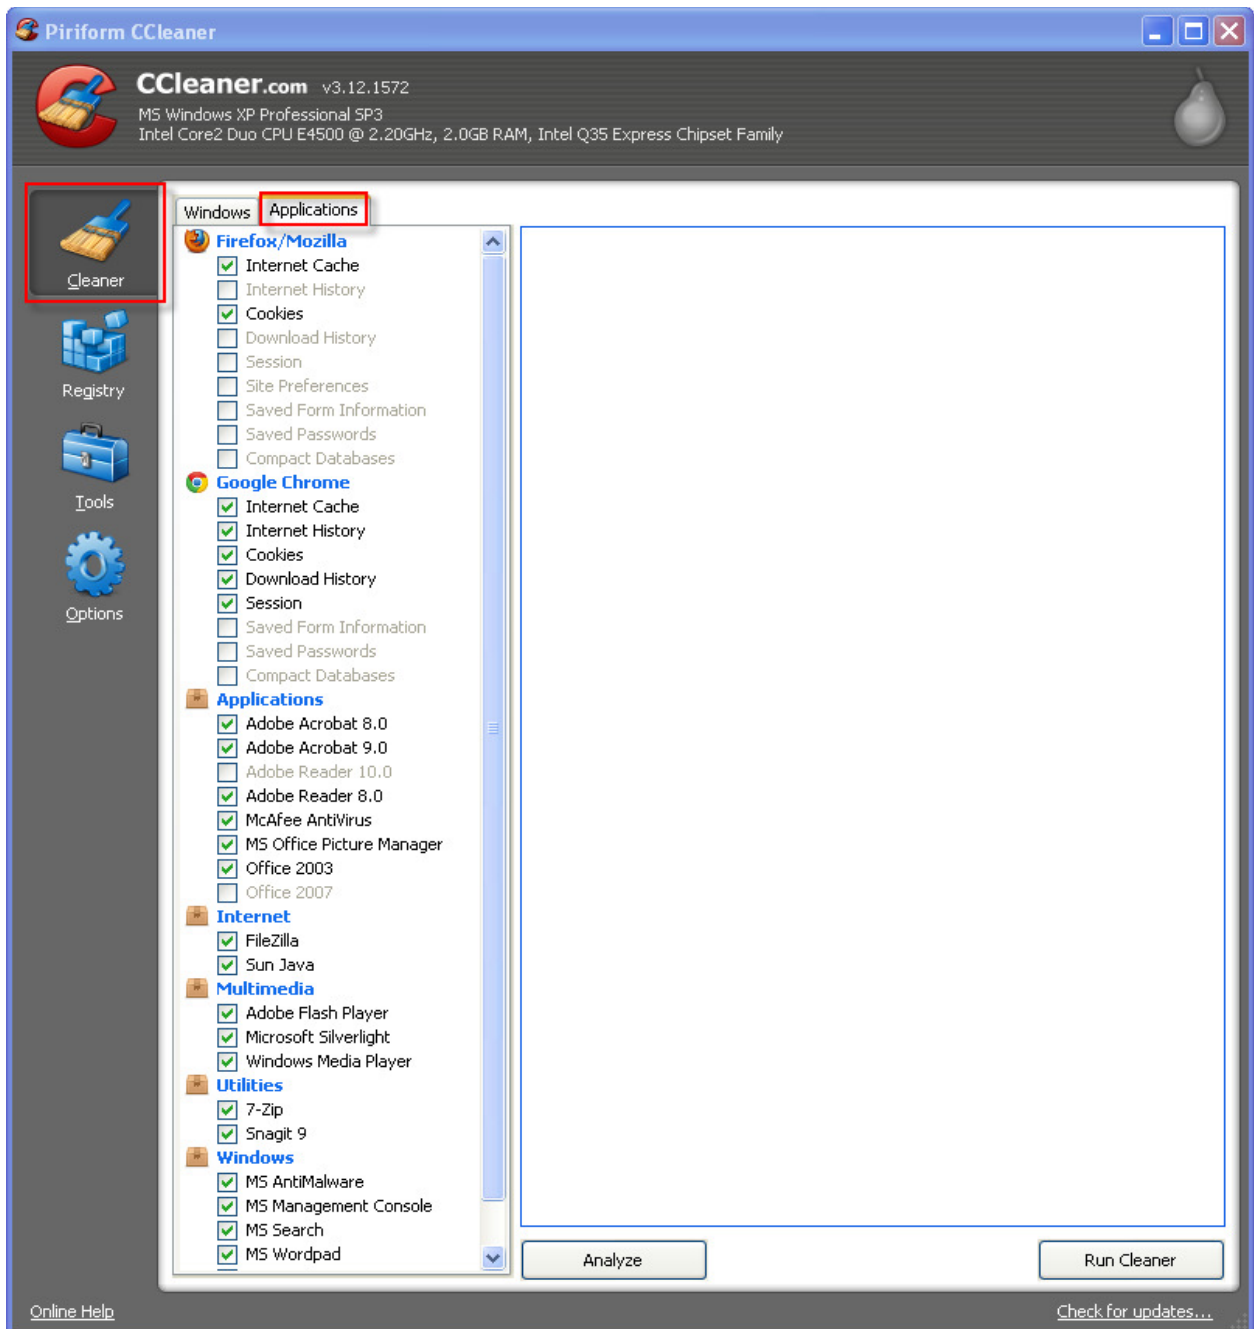 Piriform CCleaner
CCleaner.com v3.12.1572
MS Windows XP Professional SP3
Intel Core2 Duo CPU E4500 @ 2.20GHz, 2.0GB RAM, Intel Q35 Express Chipset Family
Cleaner
Registry
Tools
Options
Windows
Applications
Firefox/Mozilla
Internet Cache
Internet History
Cookies
Download History
Session
Site Preferences
Saved Form Information
Saved Passwords
Compact Databases
Google Chrome
Internet Cache
Internet History
Cookies
Download History
Session
Saved Form Information
Saved Passwords
Compact Databases
Applications
Adobe Acrobat 8.0
Adobe Acrobat 9.0
Adobe Reader 10.0
Adobe Reader 8.0
McAfee AntiVirus
MS Office Picture Manager
Office 2003
Office 2007
Internet
FileZilla
Sun Java
Multimedia
Adobe Flash Player
Microsoft Silverlight
Windows Media Player
Utilities
7-Zip
Snagit 9
Windows
MS AntiMalware
MS Management Console
MS Search
MS Wordpad
Analyze
Run Cleaner
Online Help
Check for updates...